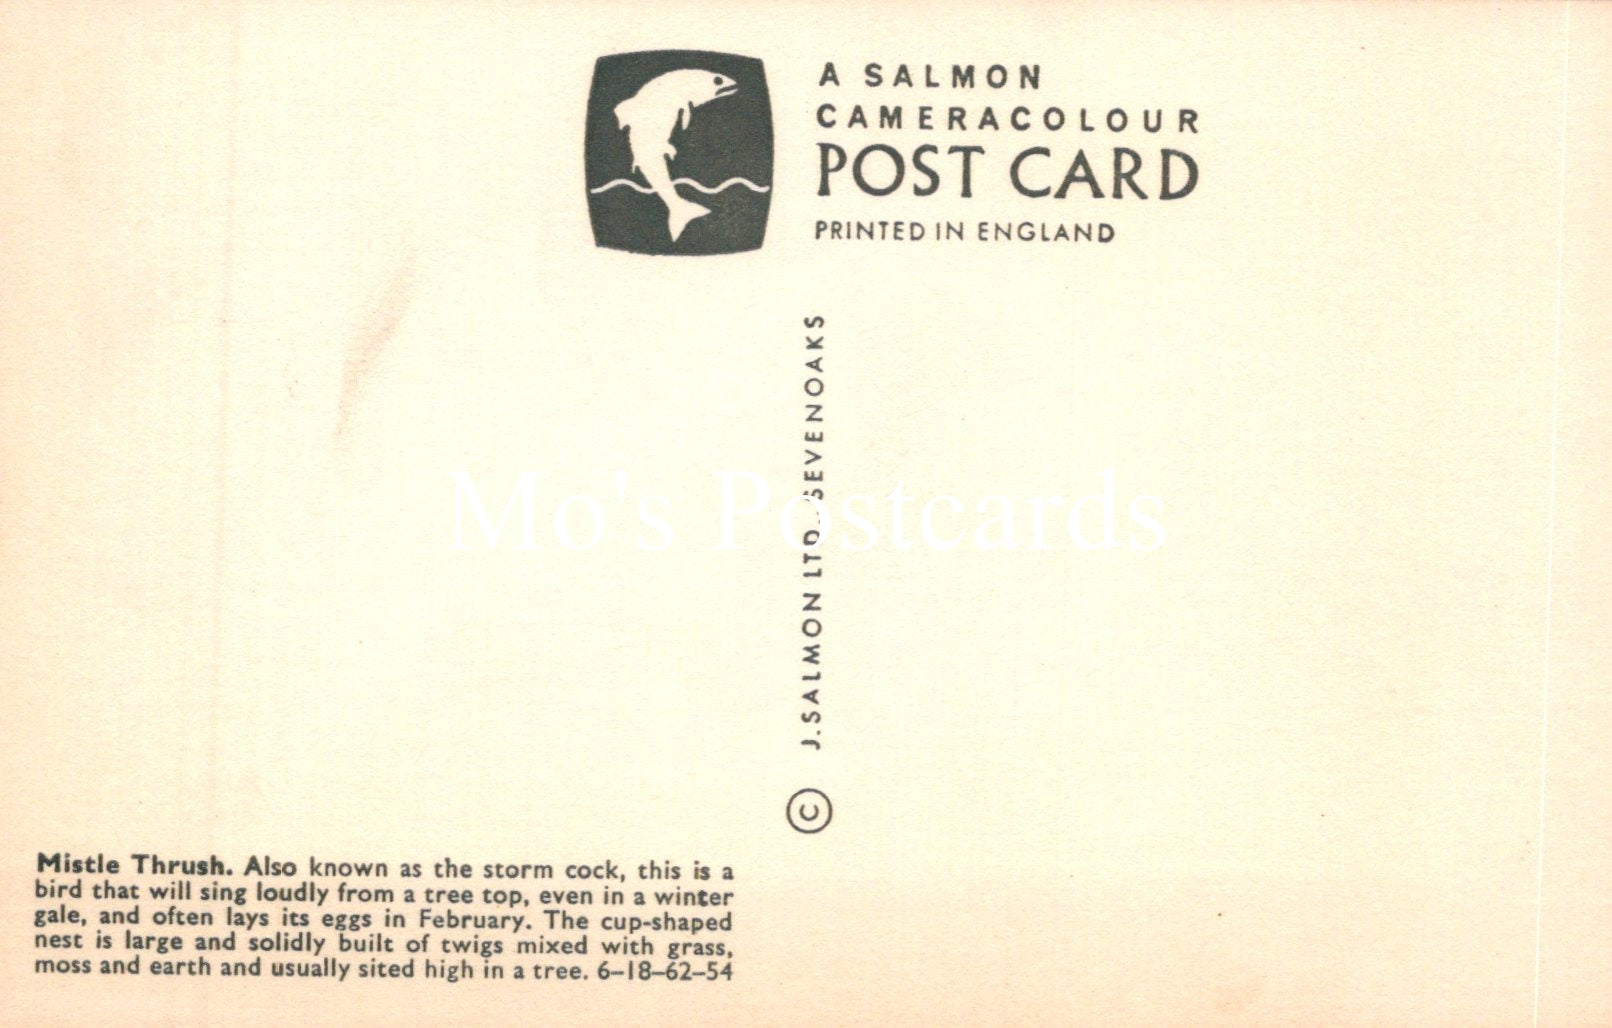 A SALMON
CAMERACOLOUR
POST CARD
PRINTED IN ENGLAND
© J. SALMON LTD., SEVENOAKS
Mo's Postcards
Mistle Thrush. Also known as the storm cock, this is a
bird that will sing loudly from a tree top, even in a winter
gale, and often lays its eggs in February. The cup-shaped
nest is large and solidly built of twigs mixed with grass,
moss and earth and usually sited high in a tree. 6–18–62–54